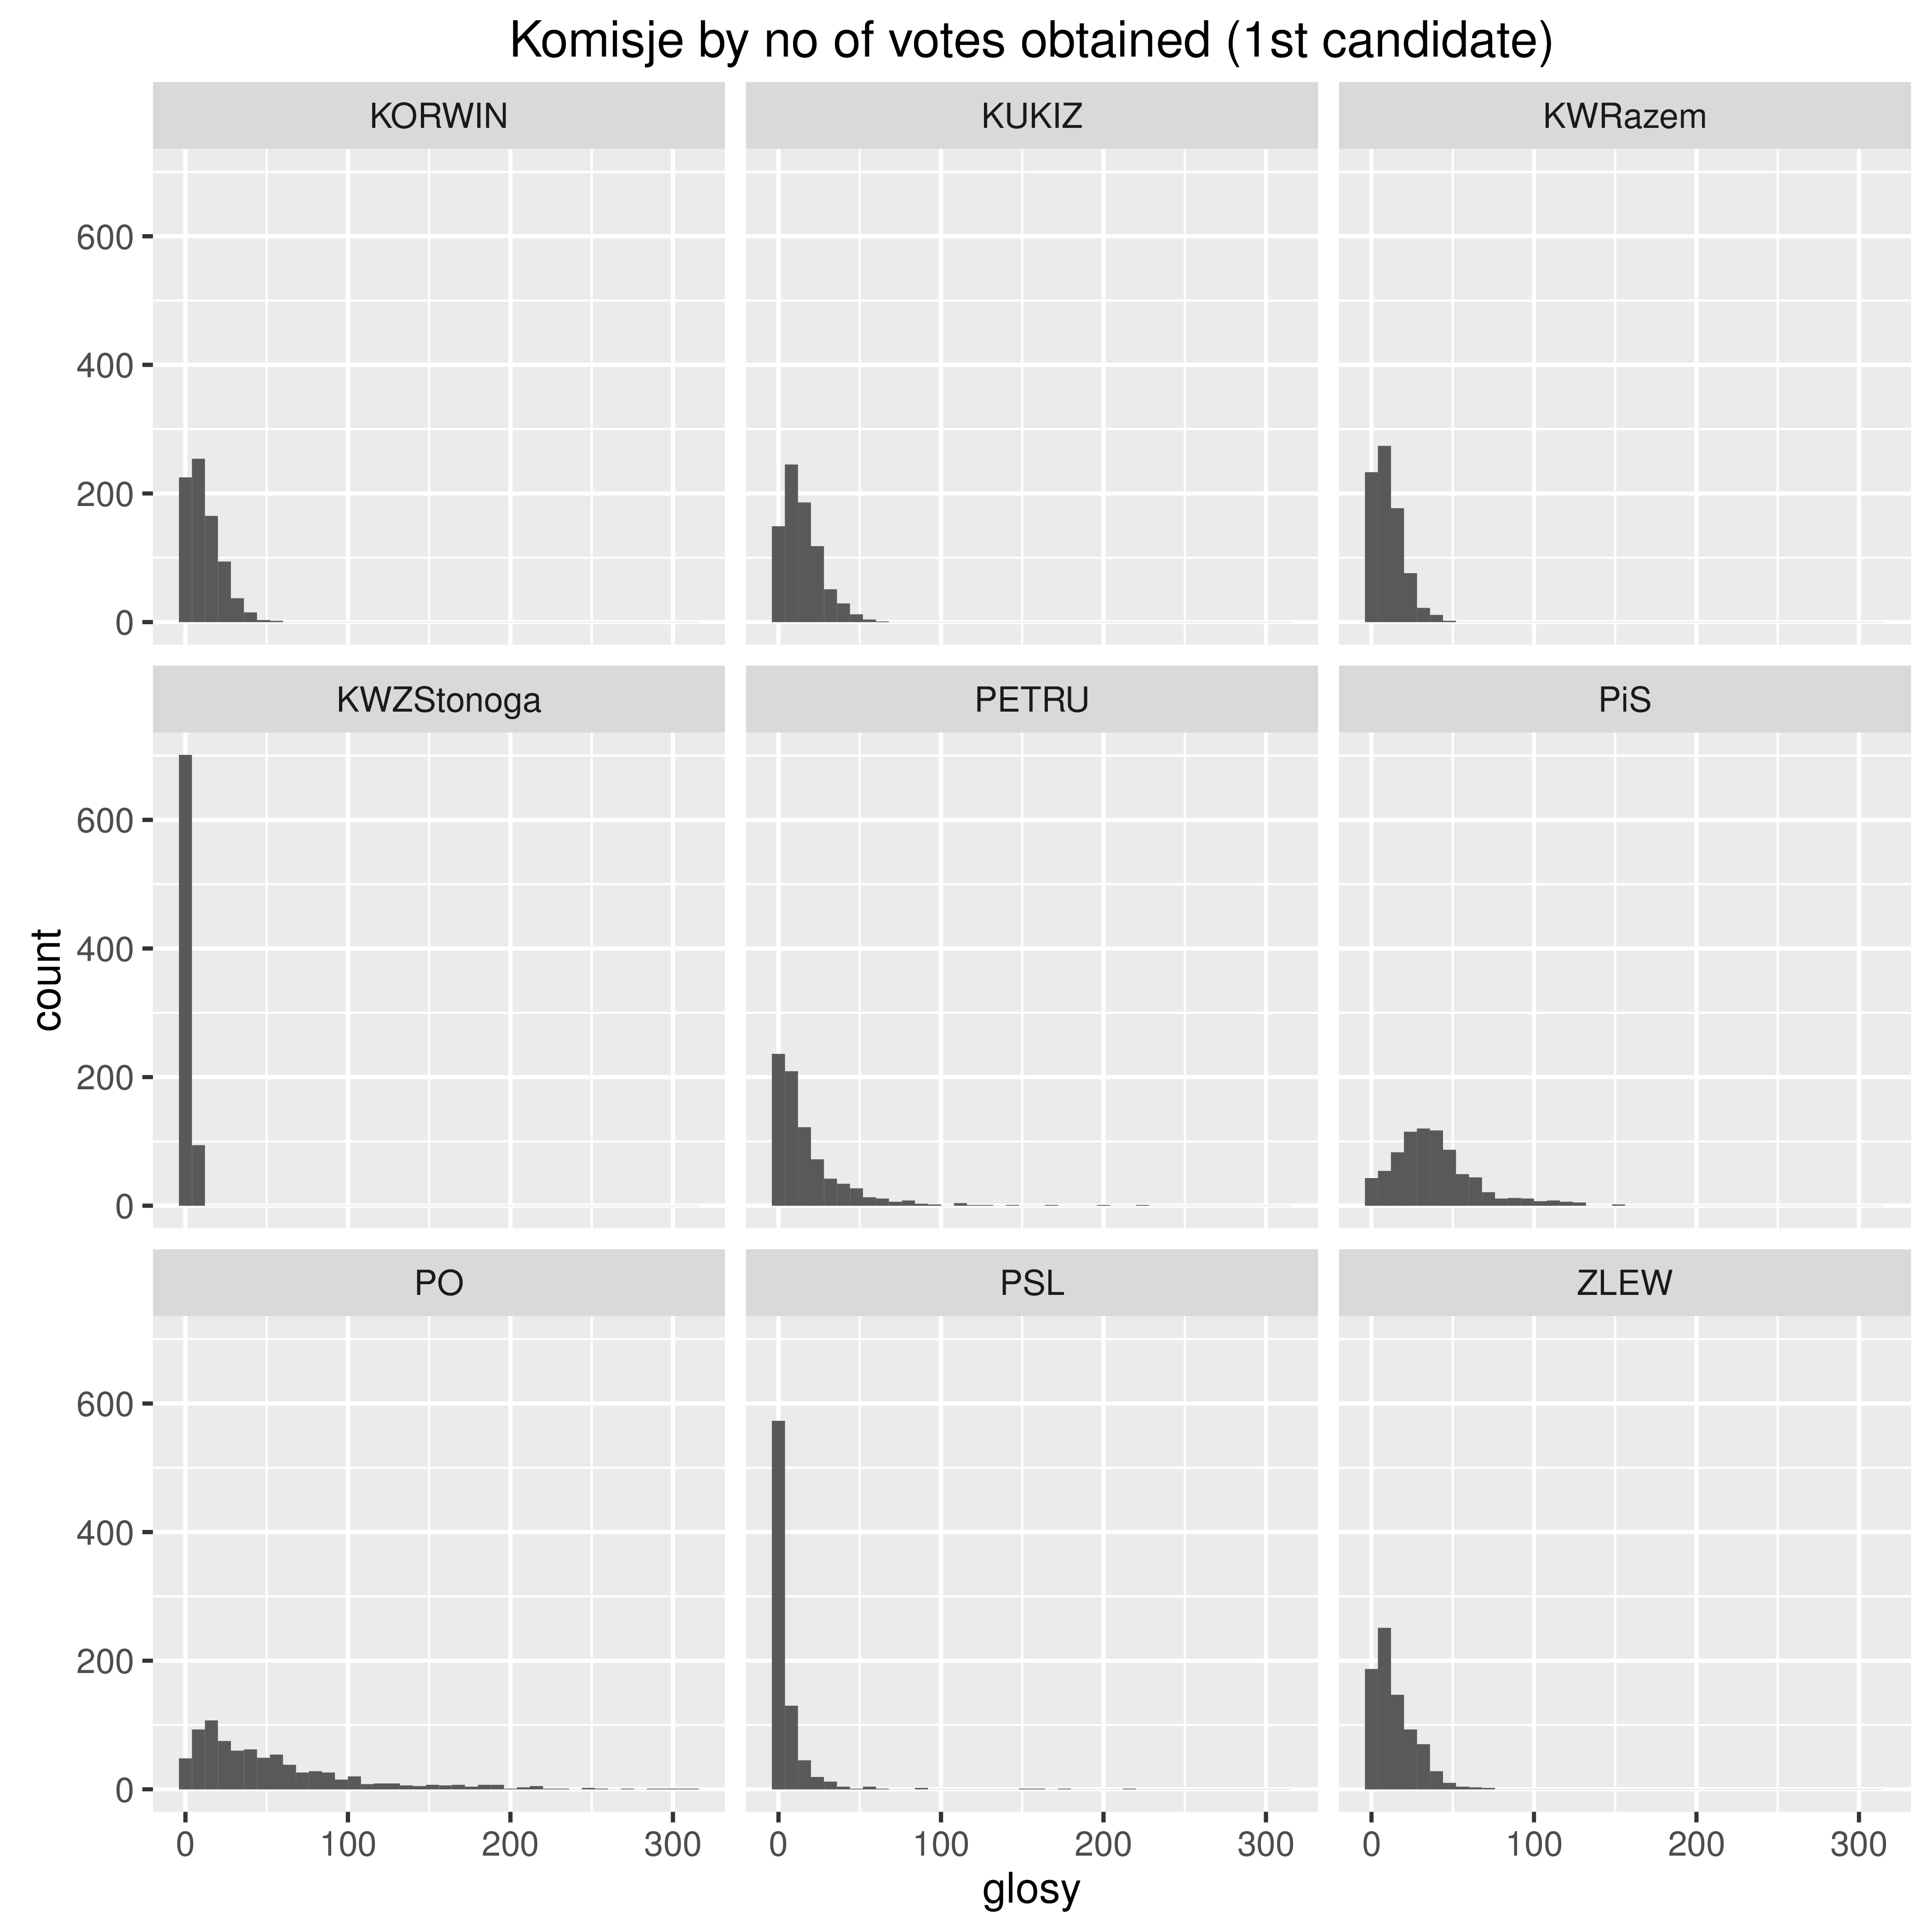 Komisje by no of votes obtained (1st candidate)
KORWIN KUKIZ KWRazem
600
400
200
0
KWZStonoga PETRU PiS
600
400
200
0
count
PO PSL ZLEW
600
400
200
0
0 100 200 300 0 100 200 300 0 100 200 300
glosy